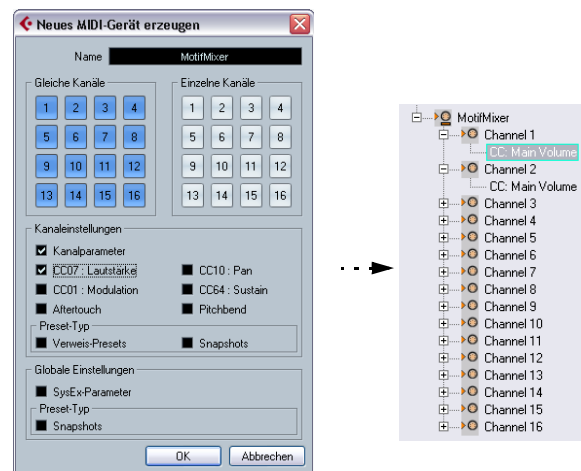 Neues MIDI-Gerät erzeugen
Name MotifMixer
Gleiche Kanäle
1 2 3 4
5 6 7 8
9 10 11 12
13 14 15 16
Einzelne Kanäle
1 2 3 4
5 6 7 8
9 10 11 12
13 14 15 16
Kanaleinstellungen
Kanalparameter
CC07 : Lautstärke CC10 : Pan
CC01 : Modulation CC64 : Sustain
Aftertouch Pitchbend
Preset-Typ
Verweis-Presets Snapshots
Globale Einstellungen
SysEx-Parameter
Preset-Typ
Snapshots
OK Abbrechen
MotifMixer
Channel 1
CC: Main Volume
Channel 2
CC: Main Volume
Channel 3
Channel 4
Channel 5
Channel 6
Channel 7
Channel 8
Channel 9
Channel 10
Channel 11
Channel 12
Channel 13
Channel 14
Channel 15
Channel 16